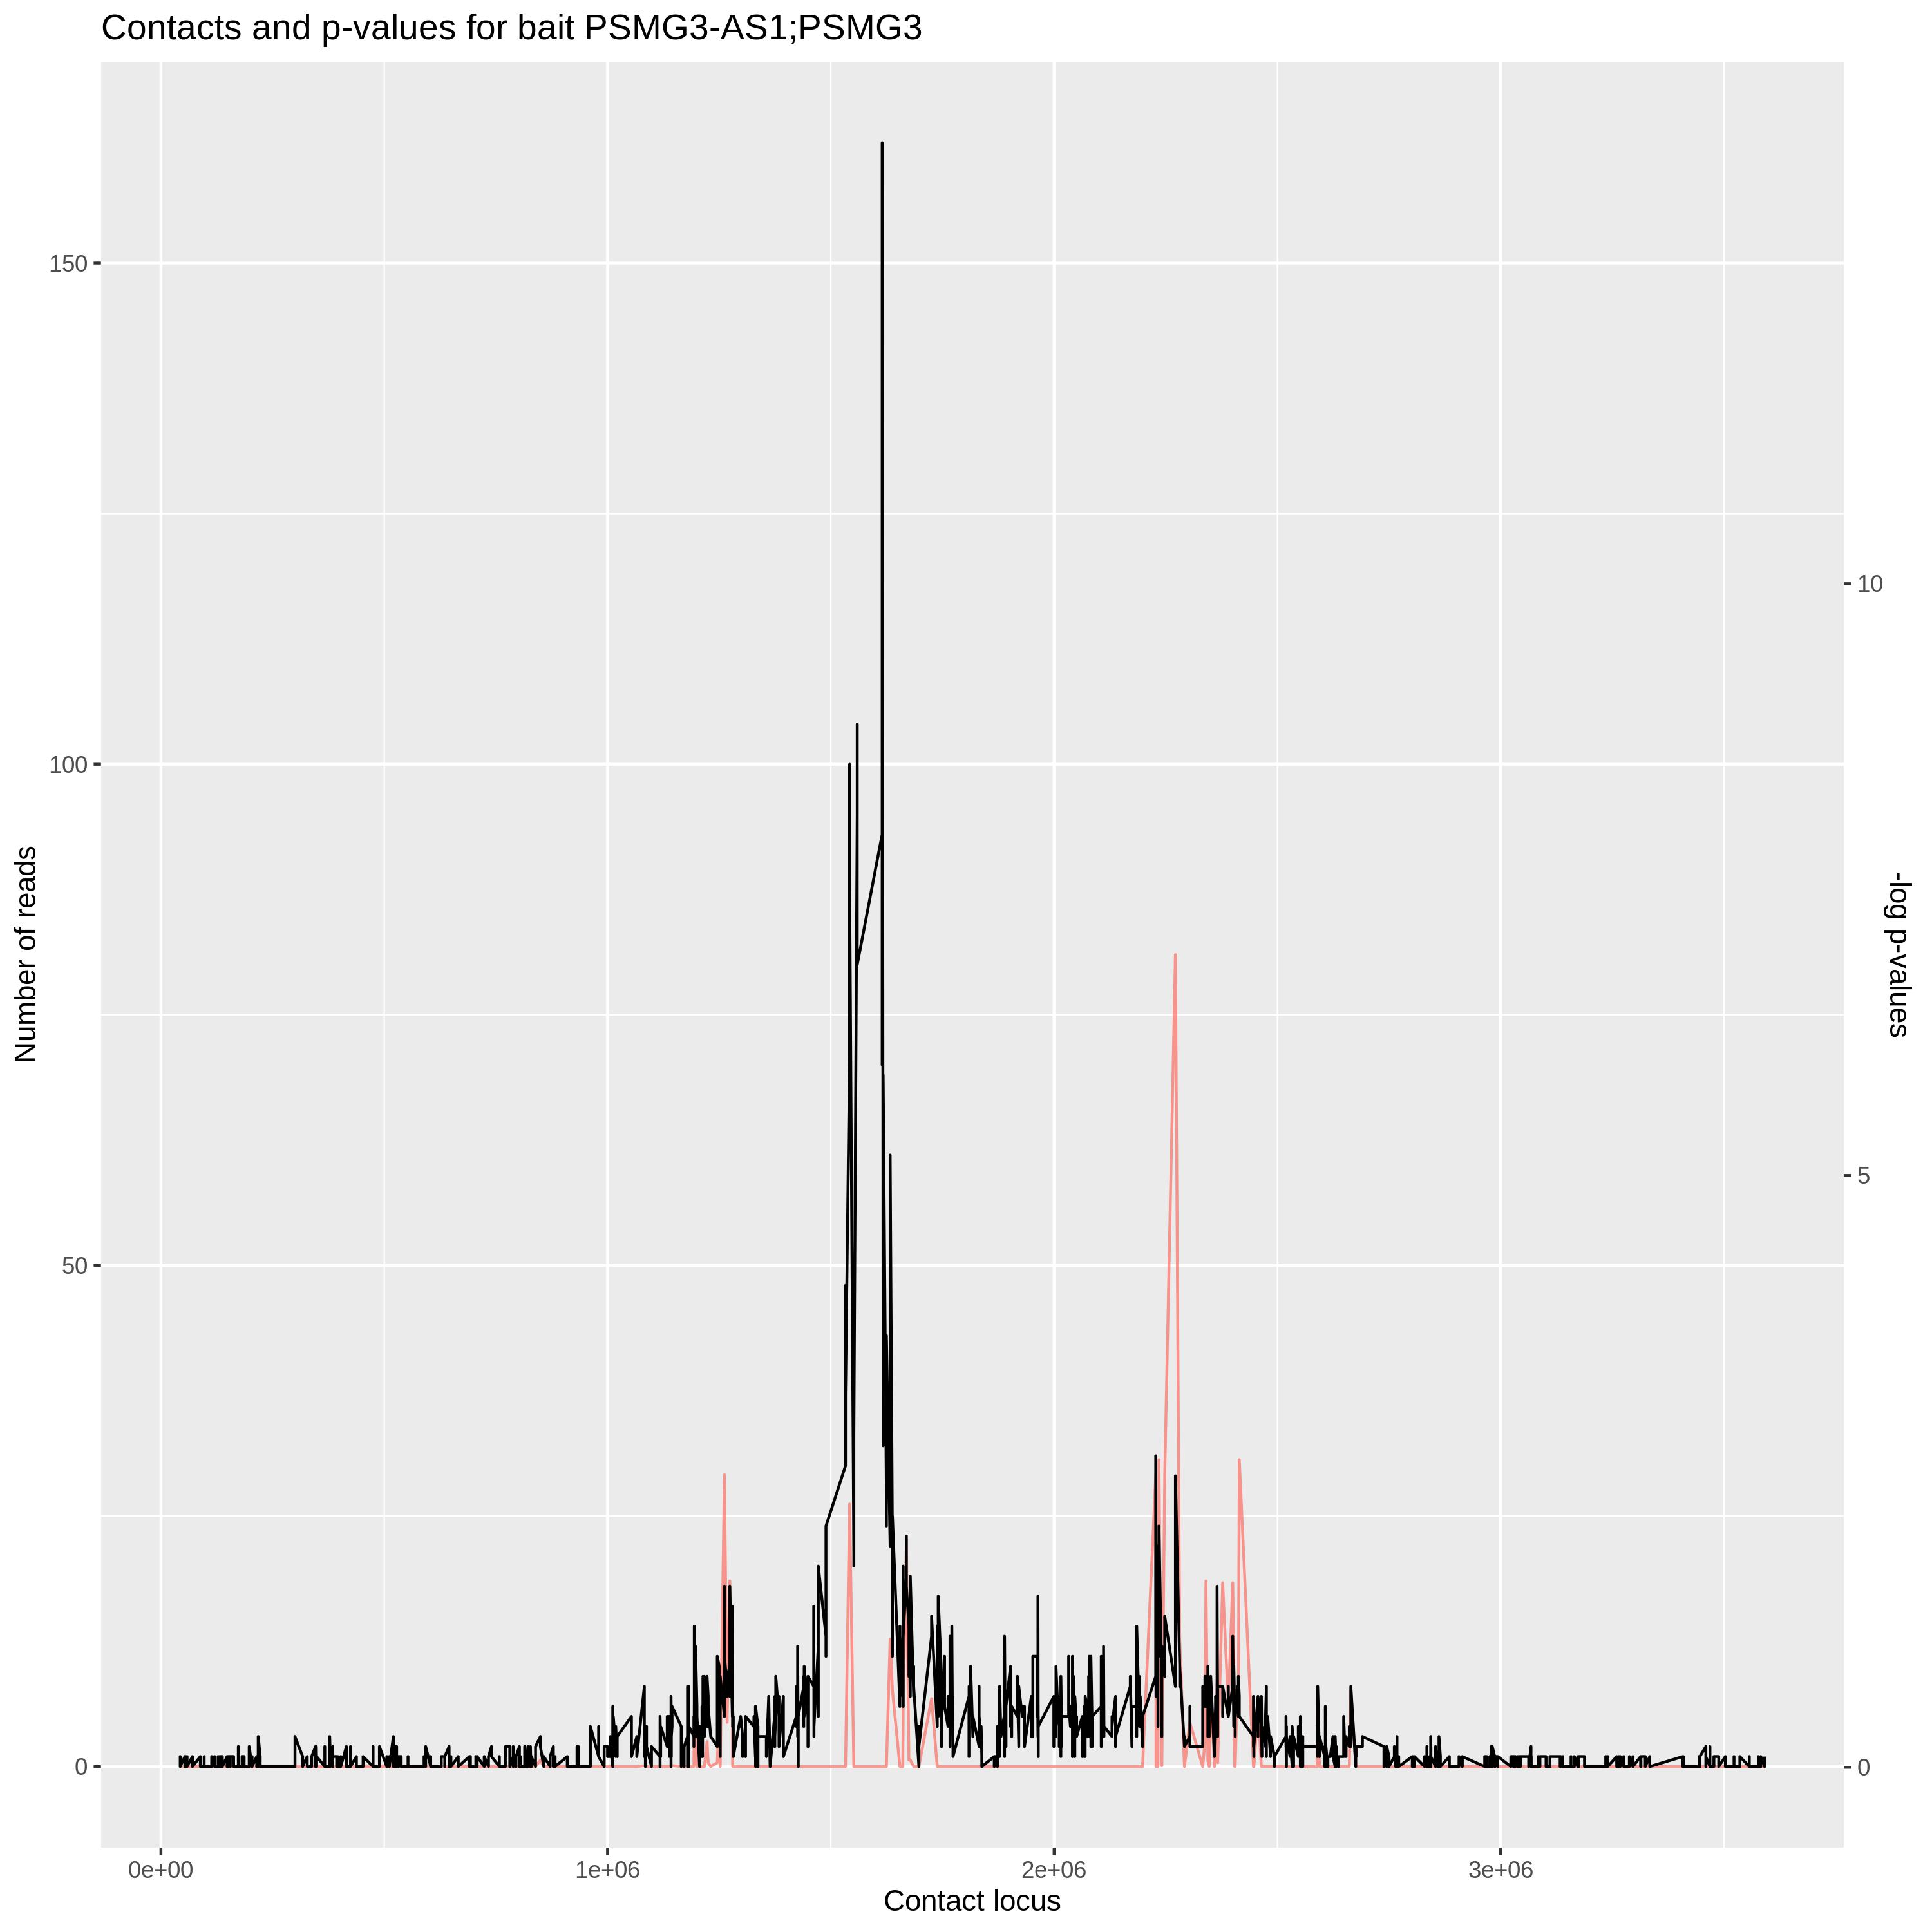 Contacts and p-values for bait PSMG3-AS1;PSMG3
150
100
50
0
Number of reads
10
5
0
-log p-values
0e+00 1e+06 2e+06 3e+06
Contact locus